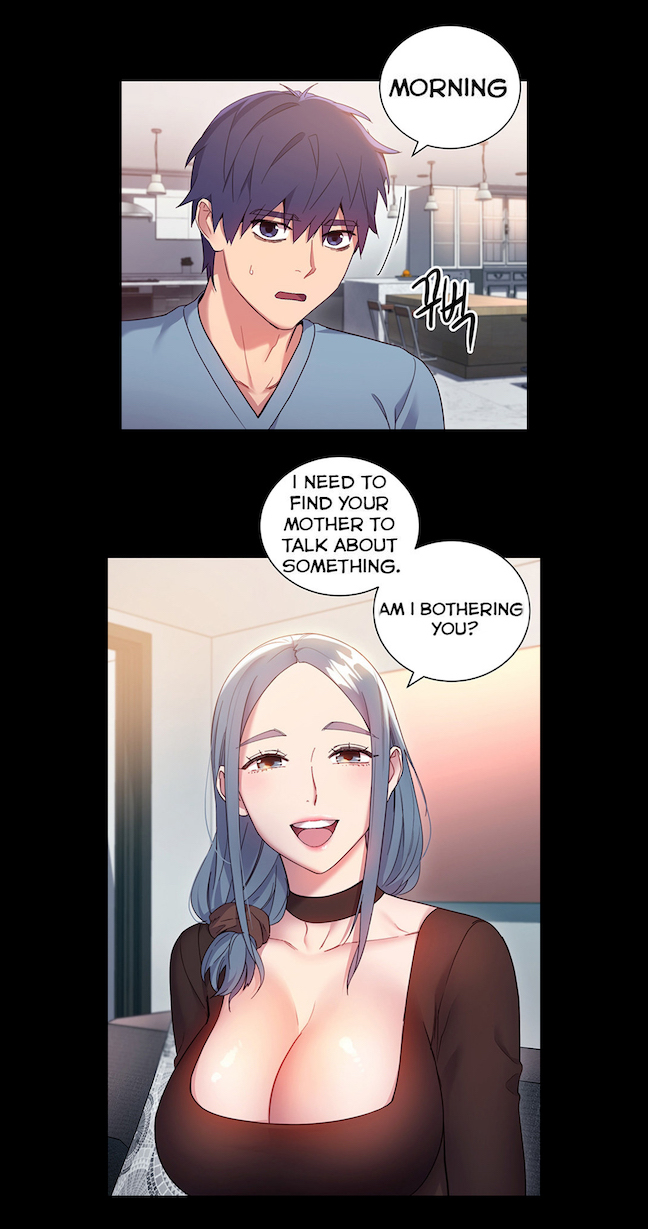 MORNING
꾸벅
I NEED TO
FIND YOUR
MOTHER TO
TALK ABOUT
SOMETHING.
AM I BOTHERING
YOU?